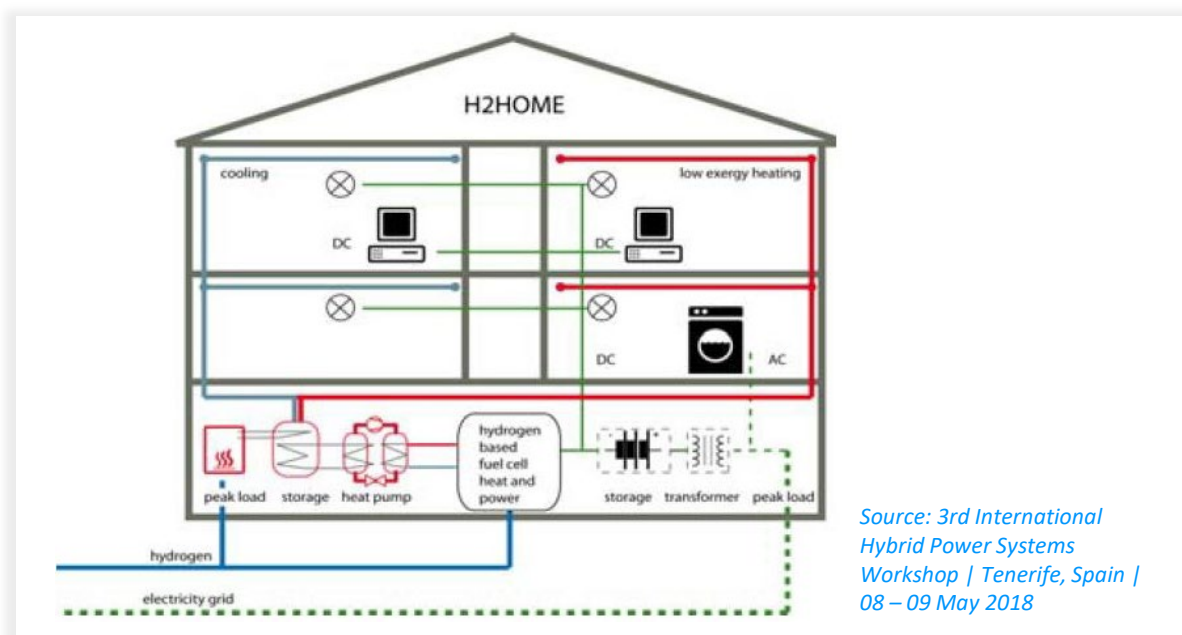 H2HOME
cooling
low exergy heating
DC
DC
DC
AC
hydrogen
based
fuel cell
heat and
power
peak load
storage
heat pump
storage
transformer
peak load
hydrogen
electricity grid
Source: 3rd International
Hybrid Power Systems
Workshop | Tenerife, Spain |
08 – 09 May 2018